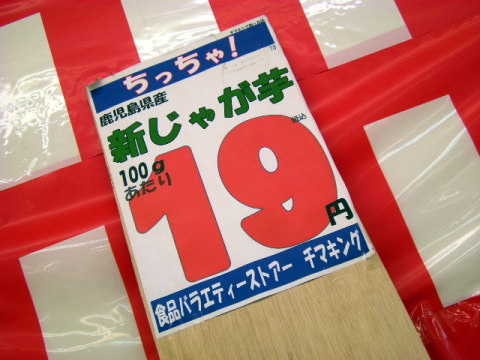 ちっちゃ!
鹿児島県産
新じゃが芋
100g
あたり
19円
税込
食品バラエティーストアー チマキング